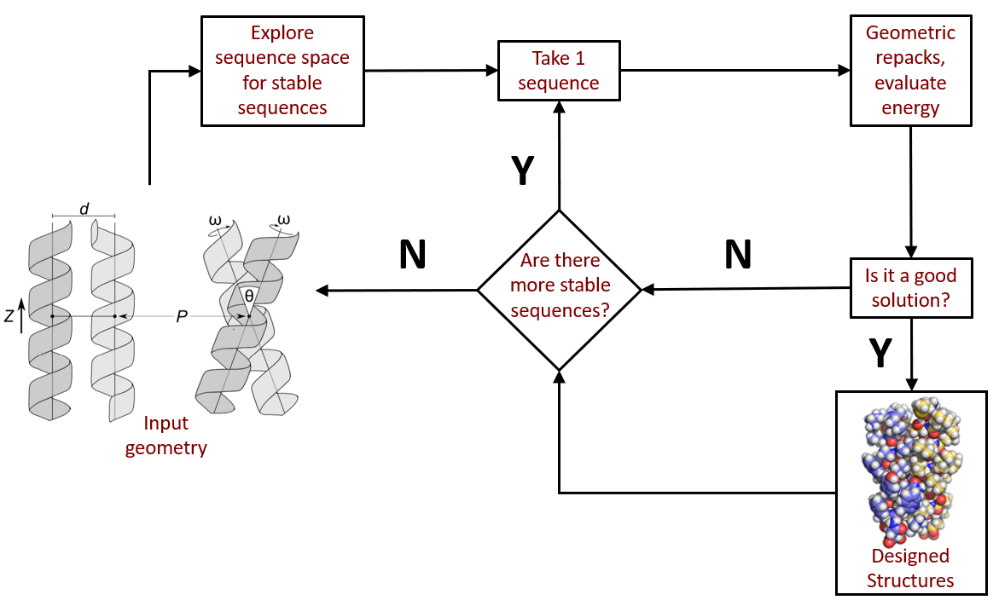 Explore
sequence space
for stable
sequences
Take 1
sequence
Geometric
repacks,
evaluate
energy
Y
d
ω
ω
N
Are there
more stable
sequences?
N
Is it a good
solution?
θ
Z
P
Y
Input
geometry
Designed
Structures